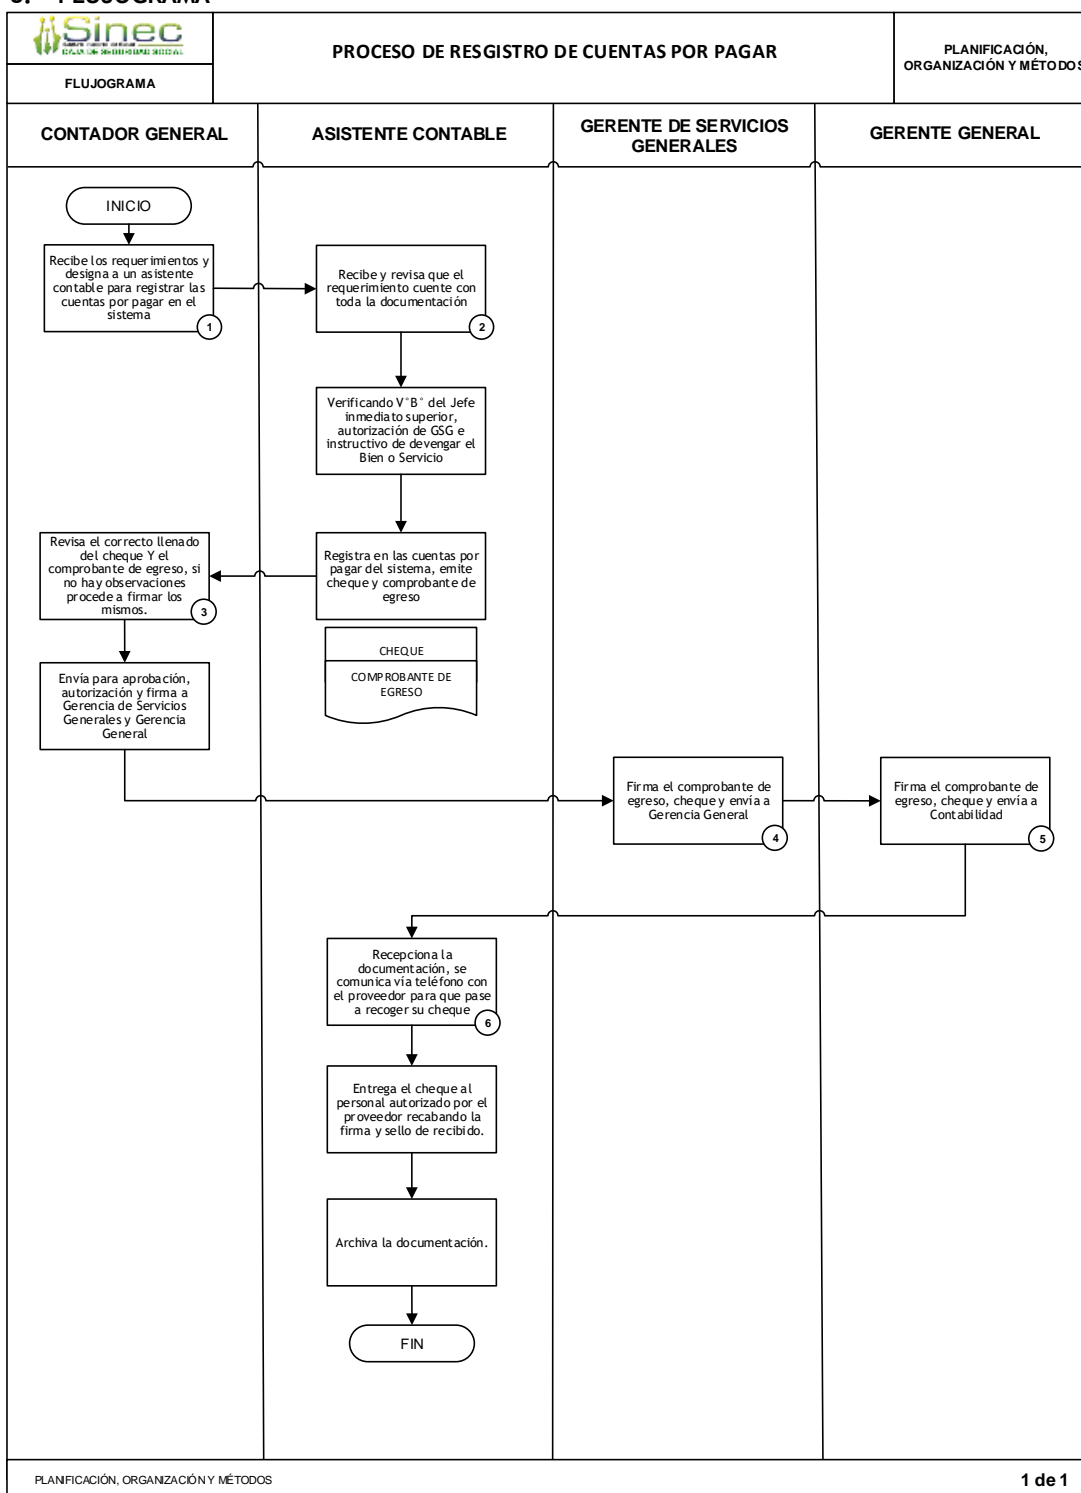 FLUJOGRAMA
Sinec
CAJA DE SEGURIDAD SOCIAL
FLUJOGRAMA
PROCESO DE RESGISTRO DE CUENTAS POR PAGAR
PLANIFICACIÓN,
ORGANIZACIÓN Y MÉTODOS
CONTADOR GENERAL
ASISTENTE CONTABLE
GERENTE DE SERVICIOS
GENERALES
GERENTE GENERAL
INICIO
Recibe los requerimientos y
designa a un asistente
contable para registrar las
cuentas por pagar en el
sistema
1
Recibe y revisa que el
requerimiento cuente con
toda la documentación
2
Verificando V°B° del Jefe
inmediato superior,
autorización de GSG e
instructivo de devengar el
Bien o Servicio
Registra en las cuentas por
pagar del sistema, emite
cheque y comprobante de
egreso
CHEQUE
COMPROBANTE DE
EGRESO
Revisa el correcto llenado
del cheque Y el
comprobante de egreso, si
no hay observaciones
procede a firmar los
mismos.
3
Envía para aprobación,
autorización y firma a
Gerencia de Servicios
Generales y Gerencia
General
Firma el comprobante de
egreso, cheque y envía a
Gerencia General
4
Firma el comprobante de
egreso, cheque y envía a
Contabilidad
5
Recepciona la
documentación, se
comunica vía teléfono con
el proveedor para que pase
a recoger su cheque
6
Entrega el cheque al
personal autorizado por el
proveedor recabando la
firma y sello de recibido.
Archiva la documentación.
FIN
PLANIFICACIÓN, ORGANIZACIÓN Y MÉTODOS
1 de 1